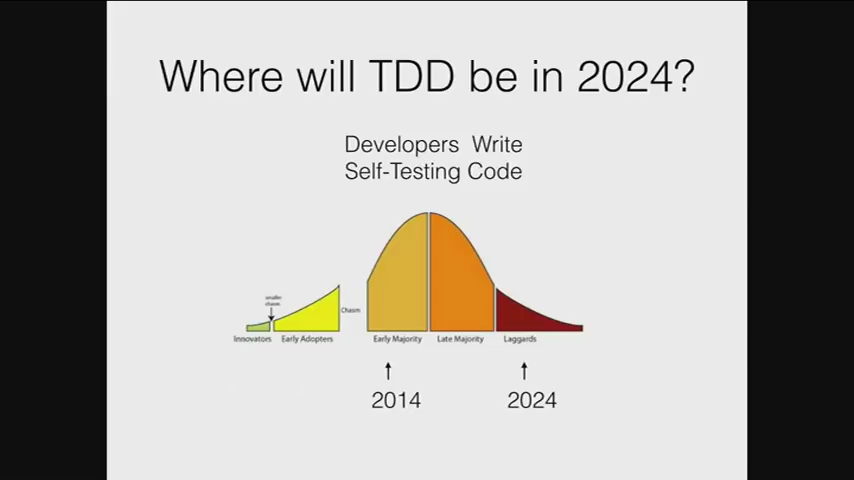 Where will TDD be in 2024?
Developers Write
Self-Testing Code
smaller
chasm
Chasm
Innovators
Early Adopters
Early Majority
Late Majority
Laggards
2014
2024